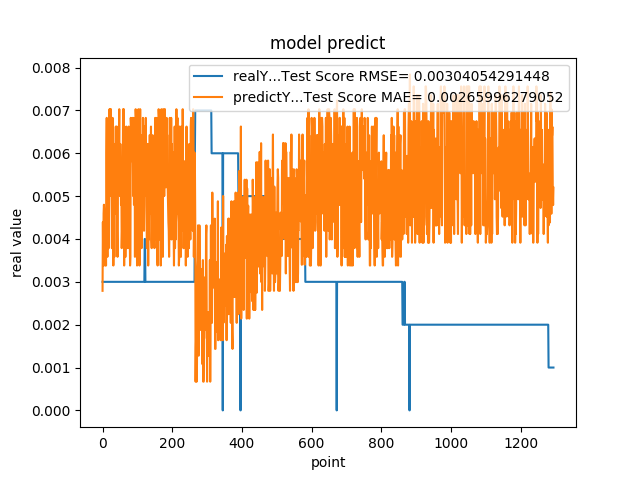 model predict
realY...Test Score RMSE= 0.00304054291448
predictY...Test Score MAE= 0.00265996279052
0.008
0.007
0.006
0.005
0.004
0.003
0.002
0.001
0.000
real value
0 200 400 600 800 1000 1200
point